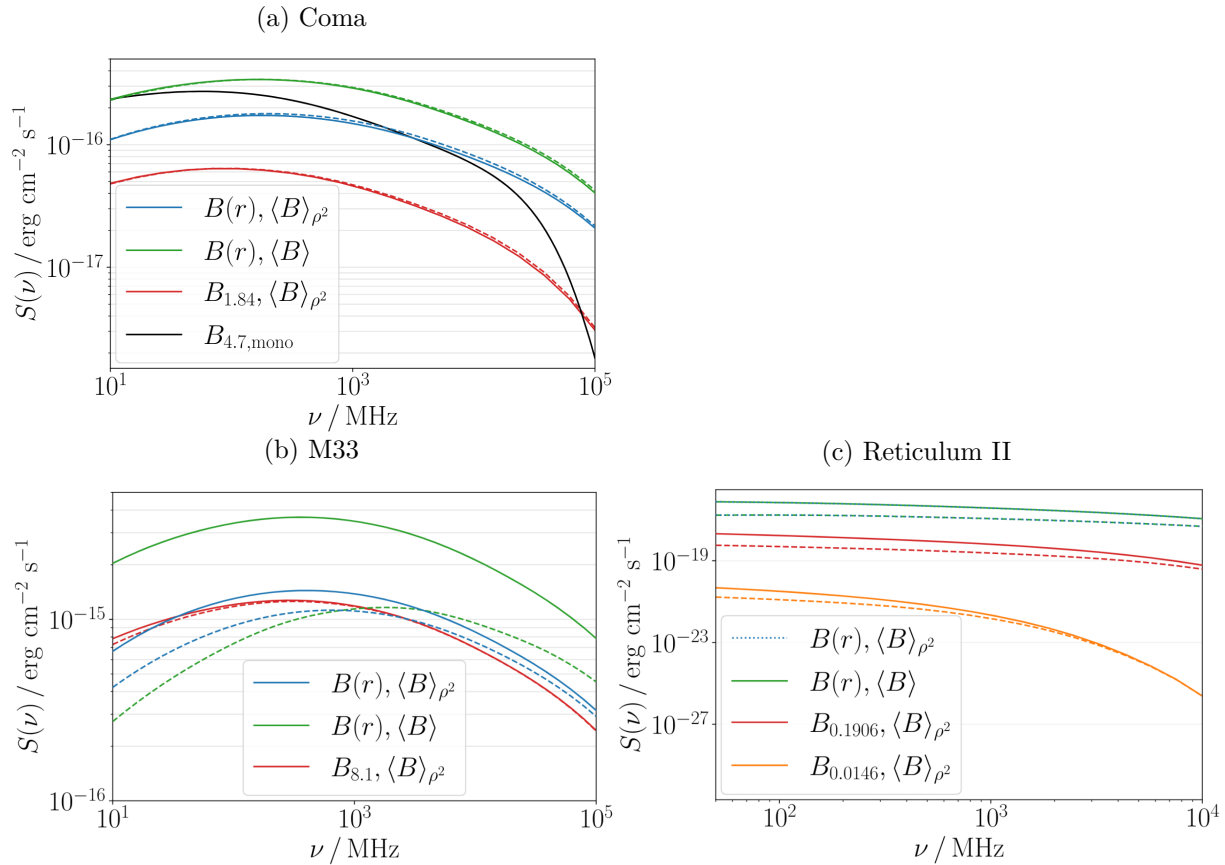 (a) Coma
S(ν) / erg cm⁻² s⁻¹
10⁻¹⁶
10⁻¹⁷
B(r), ⟨B⟩ρ²
B(r), ⟨B⟩
B1.84, ⟨B⟩ρ²
B4.7,mono
10¹ 10³ 10⁵
ν / MHz
(b) M33
S(ν) / erg cm⁻² s⁻¹
10⁻¹⁵
10⁻¹⁶
B(r), ⟨B⟩ρ²
B(r), ⟨B⟩
B8.1, ⟨B⟩ρ²
10¹ 10³ 10⁵
ν / MHz
(c) Reticulum II
S(ν) / erg cm⁻² s⁻¹
10⁻¹⁹
10⁻²³
10⁻²⁷
B(r), ⟨B⟩ρ²
B(r), ⟨B⟩
B0.1906, ⟨B⟩ρ²
B0.0146, ⟨B⟩ρ²
10² 10³ 10⁴
ν / MHz